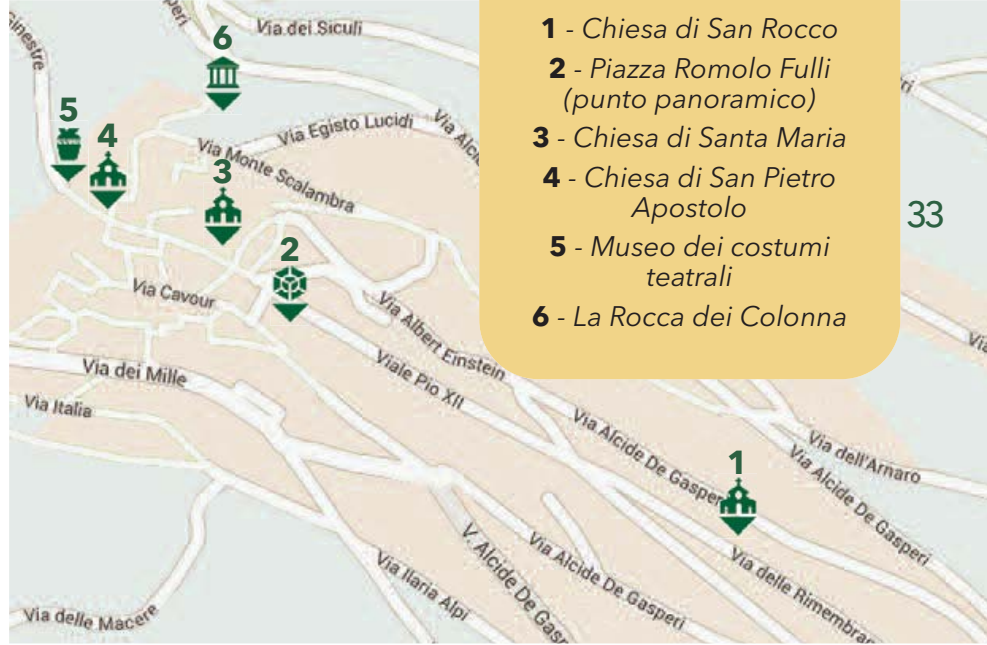 1 - Chiesa di San Rocco
2 - Piazza Romolo Fulli
(punto panoramico)
3 - Chiesa di Santa Maria
4 - Chiesa di San Pietro
Apostolo
5 - Museo dei costumi
teatrali
6 - La Rocca dei Colonna
33
Via dei Siculi
6
5
4
Via Egisto Lucidi
Via Monte Scalambra
3
2
Via Cavour
Via Albert Einstein
Viale Pio XII
Via dei Mille
Via Italia
Via Alcide De Gasperi
1
Via dell'Arnaro
Via Alcide De Gasperi
Via delle Rimembran
Via Alcide De Gasperi
V. Alcide De Gasp
Via Ilaria Alpi
Via delle Macere